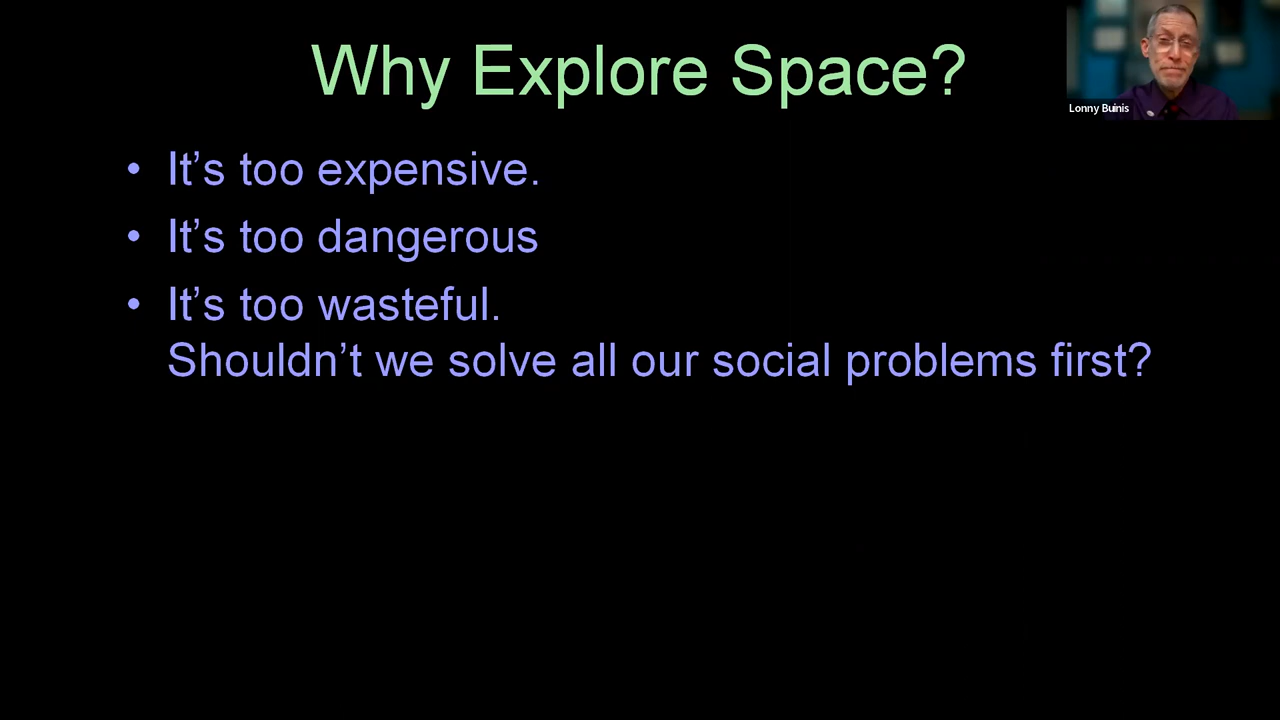 Why Explore Space?
Lonny Buinis
• It’s too expensive.
• It’s too dangerous
• It’s too wasteful.
Shouldn’t we solve all our social problems first?